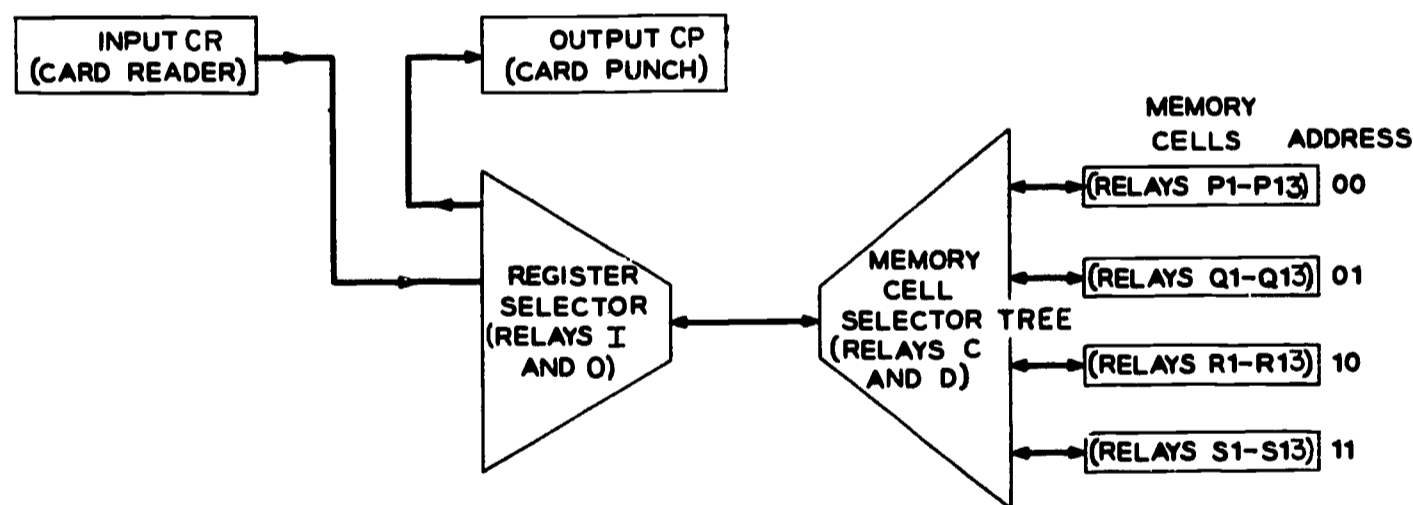 INPUT CR
(CARD READER)
OUTPUT CP
(CARD PUNCH)
MEMORY
CELLS ADDRESS
(RELAYS P1-P13) 00
(RELAYS Q1-Q13) 01
(RELAYS R1-R13) 10
(RELAYS S1-S13) 11
REGISTER
SELECTOR
(RELAYS I
AND O)
MEMORY
CELL
SELECTOR TREE
(RELAYS C
AND D)